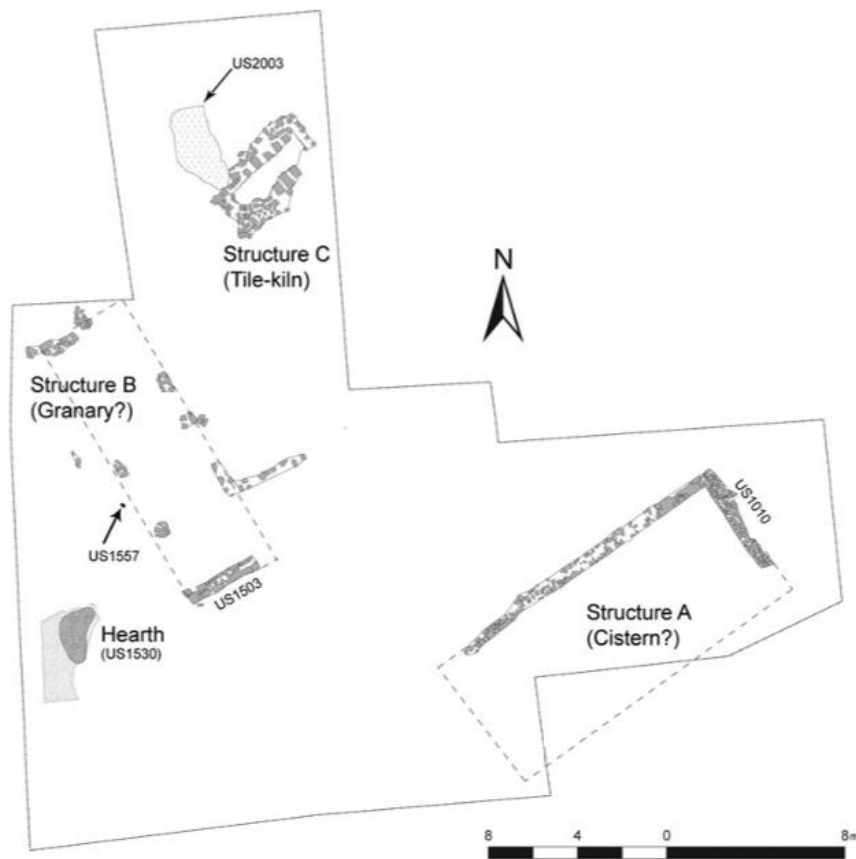 US2003
Structure C
(Tile-kiln)
N
Structure B
(Granary?)
US1010
US1557
US1503
Structure A
(Cistern?)
Hearth
(US1530)
8 4 0 8m